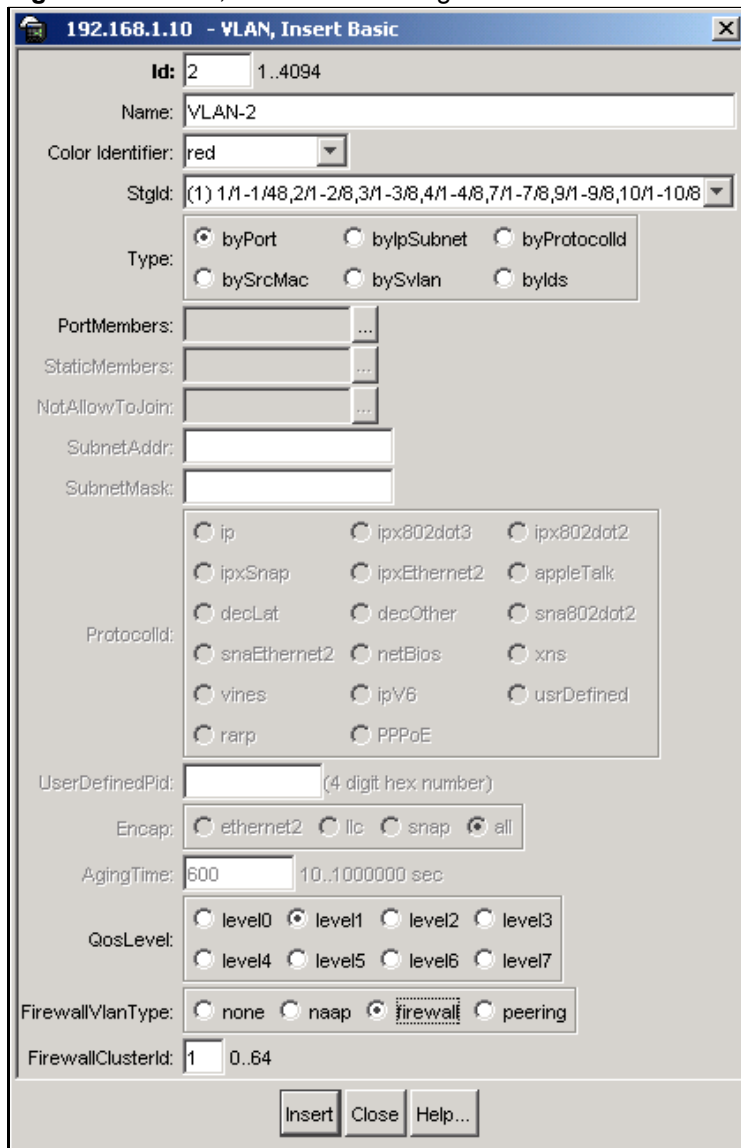 192.168.1.10 - VLAN, Insert Basic
Id: 2 1..4094
Name: VLAN-2
Color Identifier: red
StgId: (1) 1/1-1/48,2/1-2/8,3/1-3/8,4/1-4/8,7/1-7/8,9/1-9/8,10/1-10/8
Type: byPort byIpSubnet byProtocolId
bySrcMac bySvlan byIds
PortMembers: ...
StaticMembers: ...
NotAllowToJoin: ...
SubnetAddr:
SubnetMask:
ProtocolId:
ip ipx802dot3 ipx802dot2
ipxSnap ipxEthernet2 appleTalk
decLat decOther sna802dot2
snaEthernet2 netBios xns
vines ipV6 usrDefined
rarp PPPoE
UserDefinedPid: (4 digit hex number)
Encap: ethernet2 llc snap all
AgingTime: 600 10..1000000 sec
QosLevel: level0 level1 level2 level3
level4 level5 level6 level7
FirewallVlanType: none naap firewall peering
FirewallClusterId: 1 0..64
Insert Close Help...